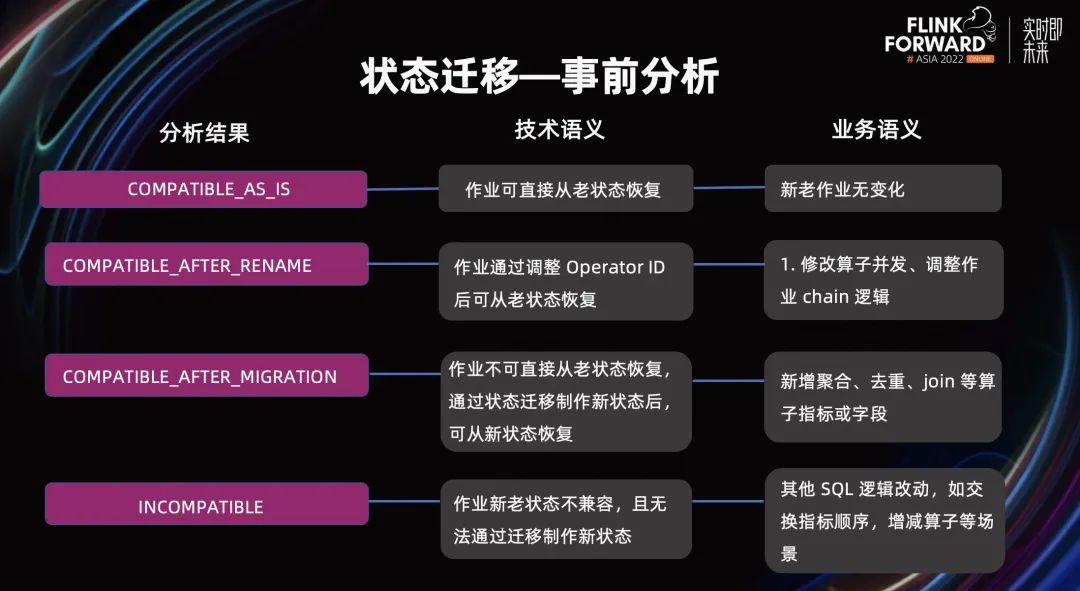 FLINK
FORWARD
# ASIA 2022 ONLINE
实时即
未来
状态迁移—事前分析
分析结果
技术语义
业务语义
COMPATIBLE_AS_IS
作业可直接从老状态恢复
新老作业无变化
COMPATIBLE_AFTER_RENAME
作业通过调整 Operator ID
后可从老状态恢复
1. 修改算子并发、调整作
业 chain 逻辑
COMPATIBLE_AFTER_MIGRATION
作业不可直接从老状态恢复,
通过状态迁移制作新状态后,
可从新状态恢复
新增聚合、去重、join 等算
子指标或字段
INCOMPATIBLE
作业新老状态不兼容，且无
法通过迁移制作新状态
其他 SQL 逻辑改动，如交
换指标顺序，增减算子等场
景